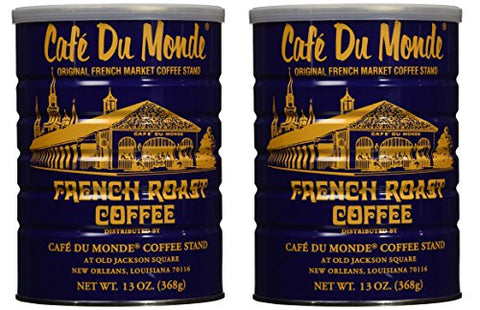 Café Du Monde®
ORIGINAL FRENCH MARKET COFFEE STAND
CAFE DU MONDE
FRENCH ROAST
COFFEE
DISTRIBUTED BY
CAFÉ DU MONDE® COFFEE STAND
AT OLD JACKSON SQUARE
NEW ORLEANS, LOUISIANA 70116
NET WT. 13 OZ. (368g)
Café Du Monde®
ORIGINAL FRENCH MARKET COFFEE STAND
CAFE DU MONDE
FRENCH ROAST
COFFEE
DISTRIBUTED BY
CAFÉ DU MONDE® COFFEE STAND
AT OLD JACKSON SQUARE
NEW ORLEANS, LOUISIANA 70116
NET WT. 13 OZ. (368g)